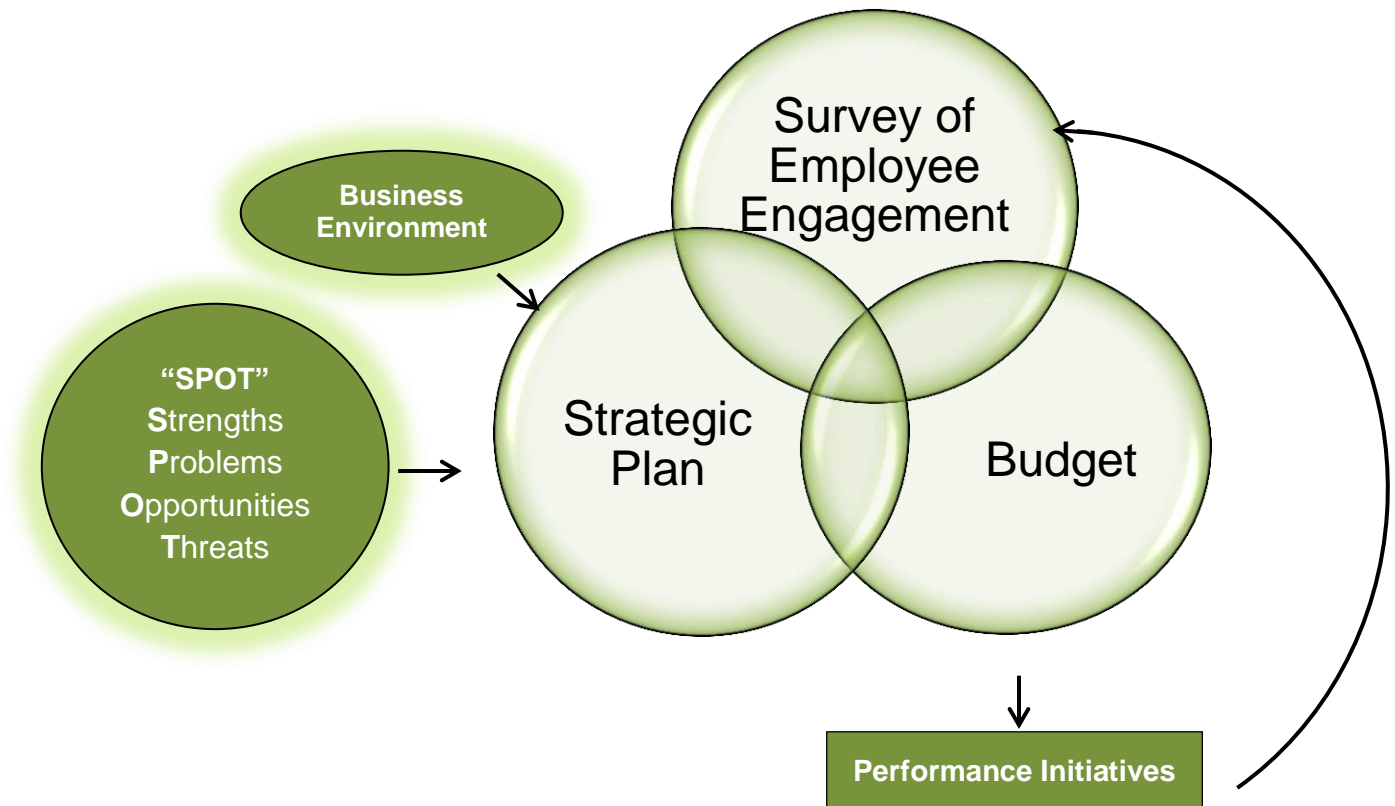 Survey of
Employee
Engagement
Business
Environment
“SPOT”
Strengths
Problems
Opportunities
Threats
Strategic
Plan
Budget
Performance Initiatives